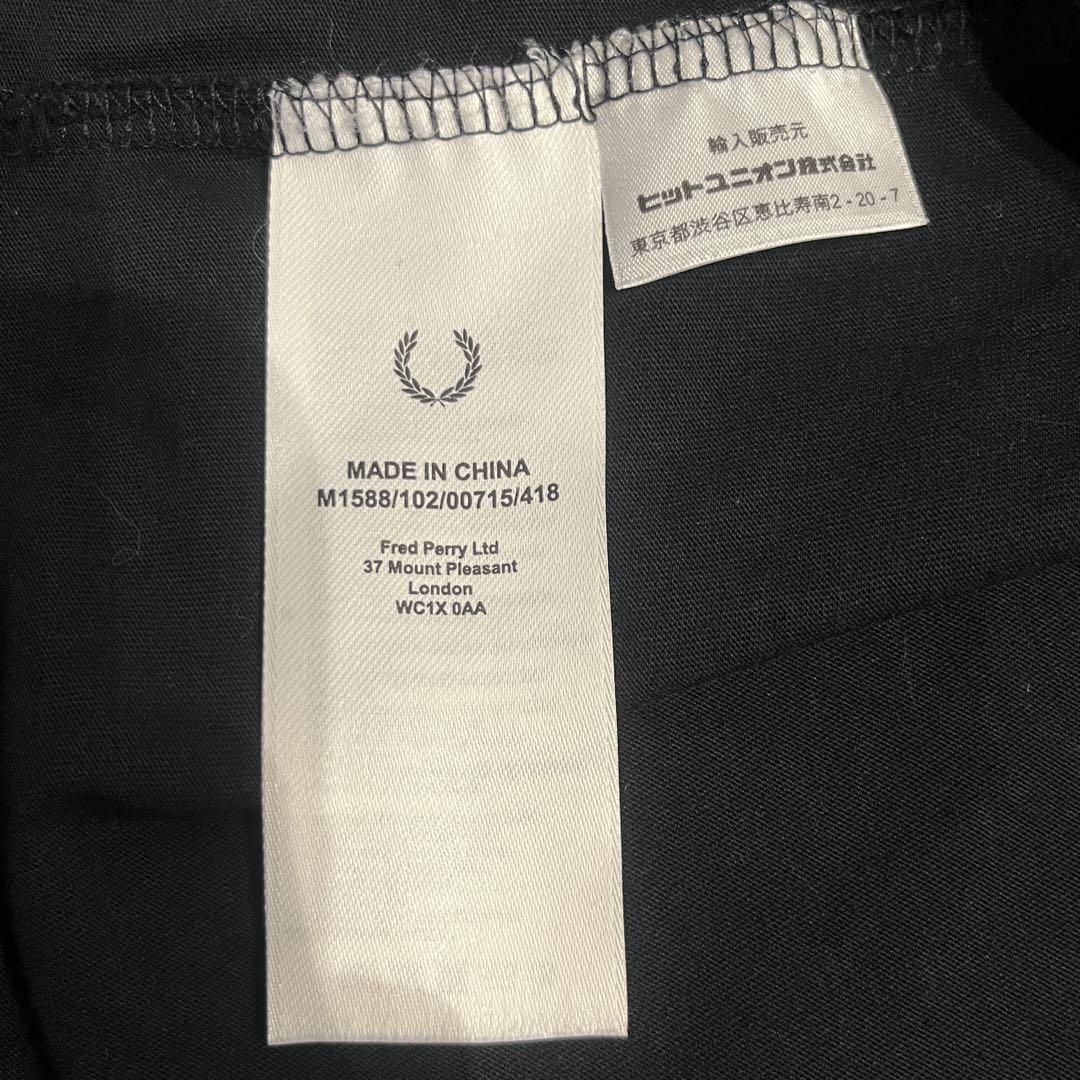 MADE IN CHINA
M1588/102/00715/418
Fred Perry Ltd
37 Mount Pleasant
London
WC1X 0AA
輸入販売元
ヒットユニオン株式会社
東京都渋谷区恵比寿南2-20-7